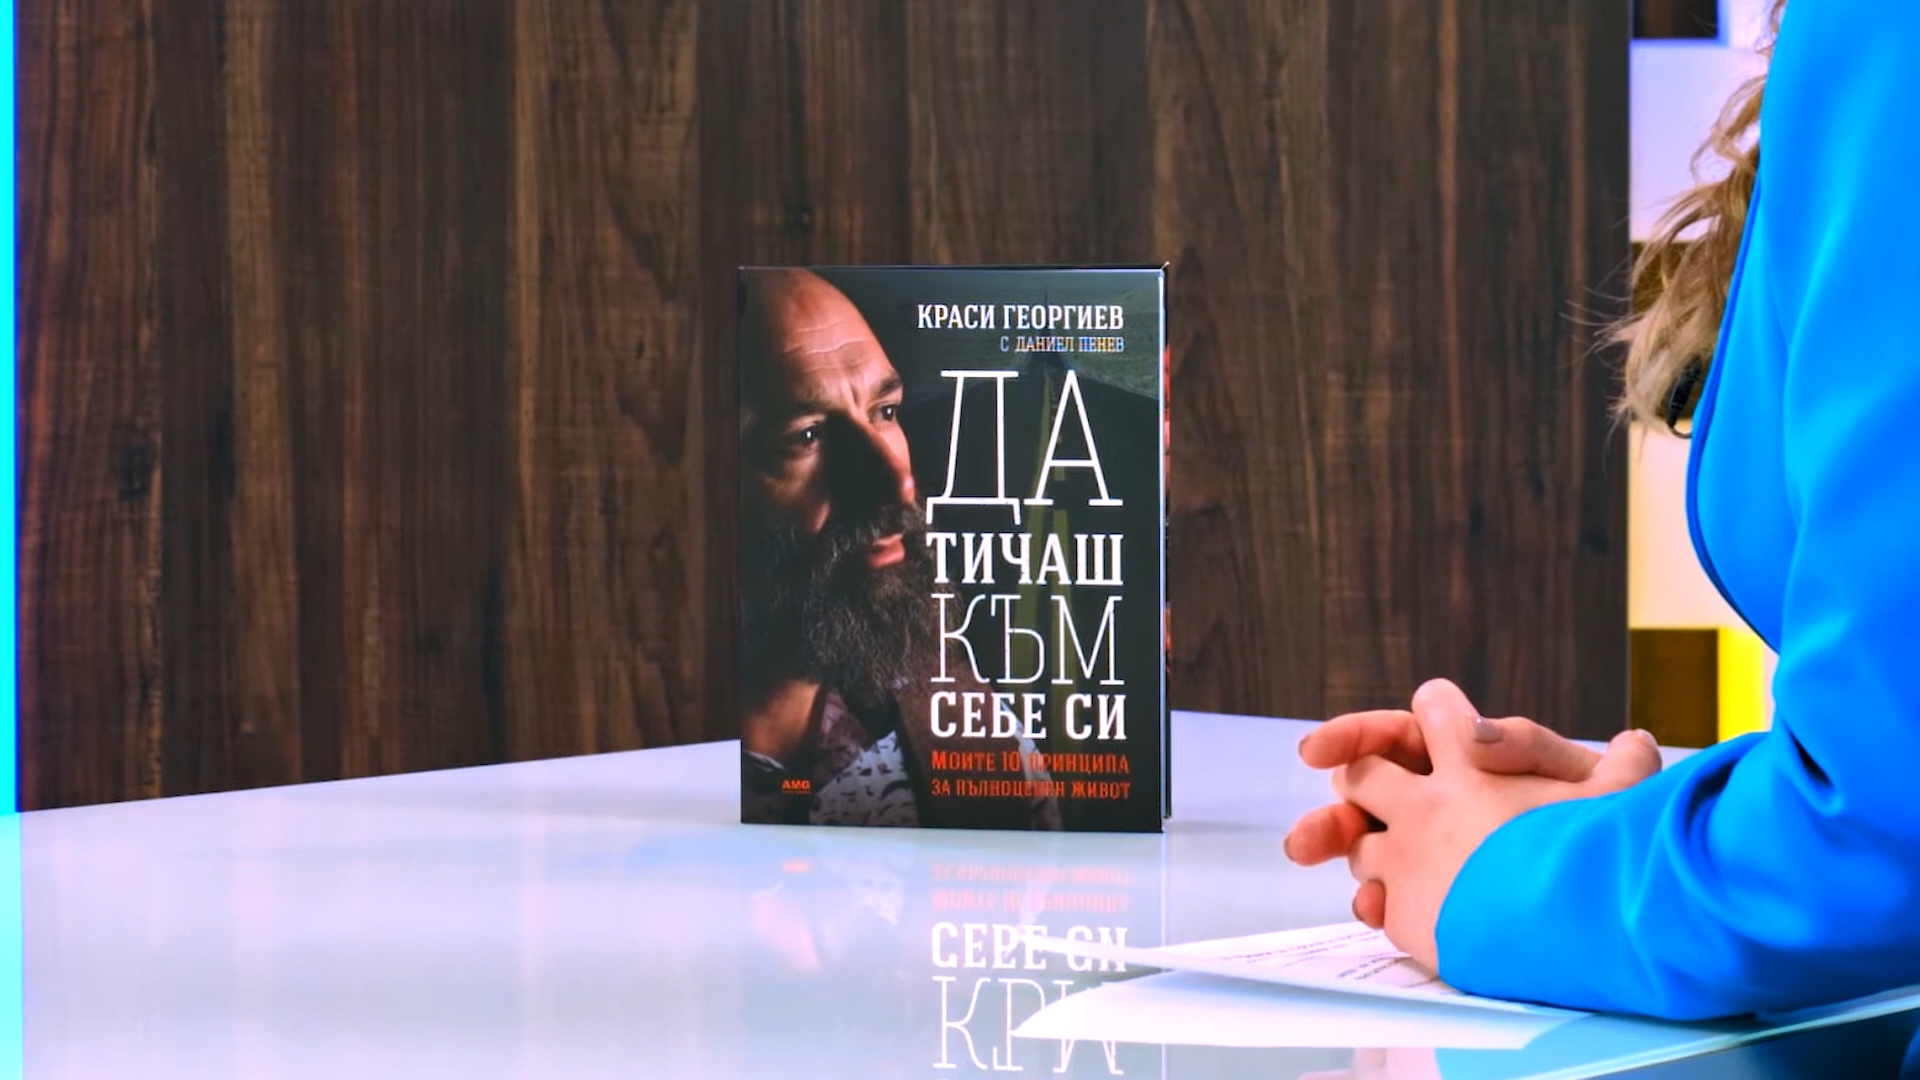 КРАСИ ГЕОРГИЕВ
С ДАНИЕЛ ПЕНЕВ
ДА
ТИЧАШ
КЪМ
СЕБЕ СИ
МОИТЕ 10 ПРИНЦИПА
ЗА ПЪЛНОЦЕНЕН ЖИВОТ
AMG